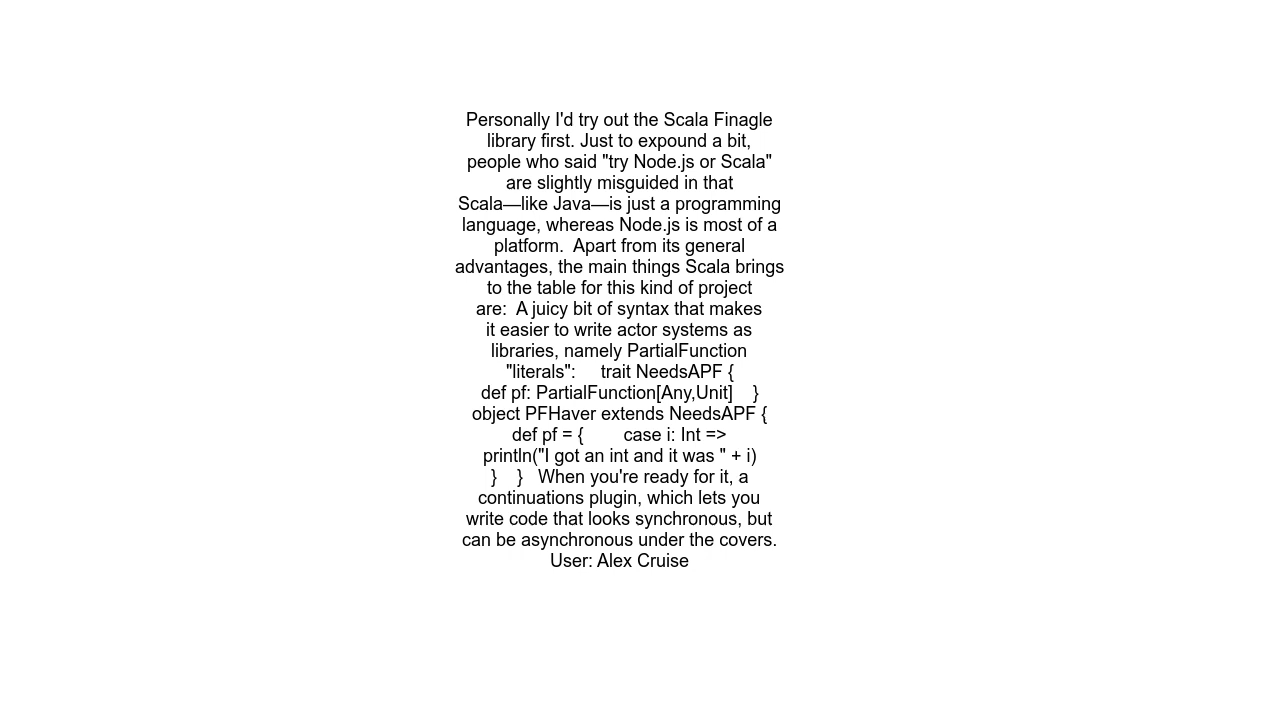 Personally I'd try out the Scala Finagle
library first. Just to expound a bit,
people who said "try Node.js or Scala"
are slightly misguided in that
Scala—like Java—is just a programming
language, whereas Node.js is most of a
platform.  Apart from its general
advantages, the main things Scala brings
to the table for this kind of project
are:  A juicy bit of syntax that makes
it easier to write actor systems as
libraries, namely PartialFunction
"literals":     trait NeedsAPF {
def pf: PartialFunction[Any,Unit]    }
object PFHaver extends NeedsAPF {
def pf = {        case i: Int =>
println("I got an int and it was " + i)
}    }   When you're ready for it, a
continuations plugin, which lets you
write code that looks synchronous, but
can be asynchronous under the covers.
User: Alex Cruise